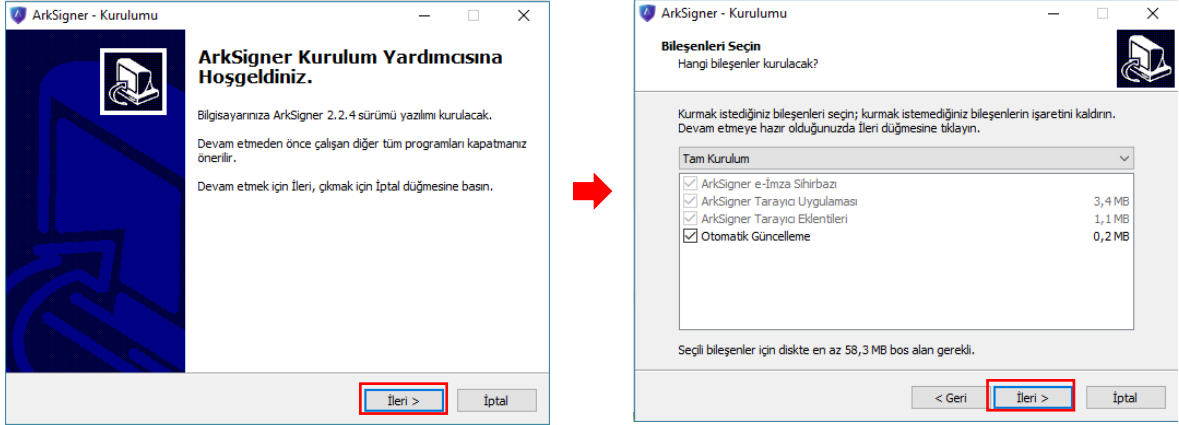 ArkSigner - Kurulumu
ArkSigner Kurulum Yardımcısına
Hoşgeldiniz.
Bilgisayarınıza ArkSigner 2.2.4 sürümü yazılımı kurulacak.
Devam etmeden önce çalışan diğer tüm programları kapatmanız
önerilir.
Devam etmek için İleri, çıkmak için İptal düğmesine basın.
İleri >
İptal
ArkSigner - Kurulumu
Bileşenleri Seçin
Hangi bileşenler kurulacak?
Kurmak istediğiniz bileşenleri seçin; kurmak istemediğiniz bileşenlerin işaretini kaldırın.
Devam etmeye hazır olduğunuzda İleri düğmesine tıklayın.
Tam Kurulum
ArkSigner e-İmza Sihirbazı
ArkSigner Tarayıcı Uygulaması 3,4 MB
ArkSigner Tarayıcı Eklentileri 1,1 MB
Otomatik Güncelleme 0,2 MB
Seçili bileşenler için diskte en az 58,3 MB bos alan gerekli.
< Geri
İleri >
İptal